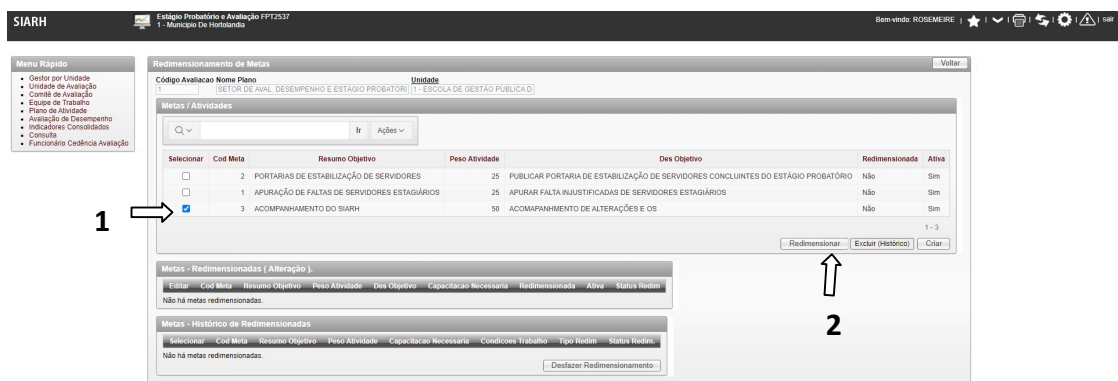 SIARH
Estágio Probatório e Avaliação FPT2537
1 - Municipio De Hortolandia
Bem-vindo: ROSEMEIRE | sair
Menu Rápido
Gestor por Unidade
Unidade de Avaliação
Comitê de Avaliação
Equipe de Trabalho
Plano de Atividade
Avaliação de Desempenho
Indicadores Consolidados
Consulta
Funcionário Cedência Avaliação
Redimensionamento de Metas
Voltar
Código Avaliacao Nome Plano Unidade
1 SETOR DE AVAL. DESEMPENHO E ESTAGIO PROBATÓRI 1 - ESCOLA DE GESTÃO PÚBLICA D
Metas / Atividades
Ir Ações
Selecionar Cod Meta Resumo Objetivo Peso Atividade Des Objetivo Redimensionada Ativa
2 PORTARIAS DE ESTABILIZAÇÃO DE SERVIDORES 25 PUBLICAR PORTARIA DE ESTABILIZAÇÃO DE SERVIDORES CONCLUINTES DO ESTÁGIO PROBATÓRIO Não Sim
1 APURAÇÃO DE FALTAS DE SERVIDORES ESTAGIÁRIOS 25 APURAR FALTA INJUSTIFICADAS DE SERVIDORES ESTAGIÁRIOS Não Sim
3 ACOMPANHAMENTO DO SIARH 50 ACOMAPANHMENTO DE ALTERAÇÕES E OS Não Sim
1
1 - 3
Redimensionar Excluir (Histórico) Criar
2
Metas - Redimensionadas ( Alteração ).
Editar Cod Meta Resumo Objetivo Peso Atividade Des Objetivo Capacitacao Necessaria Redimensionada Ativa Status Redim
Não há metas redimensionadas.
Metas - Histórico de Redimensionadas
Selecionar Cod Meta Resumo Objetivo Peso Atividade Capacitacao Necessaria Condicoes Trabalho Tipo Redim Status Redim.
Não há metas redimensionadas.
Desfazer Redimensionamento